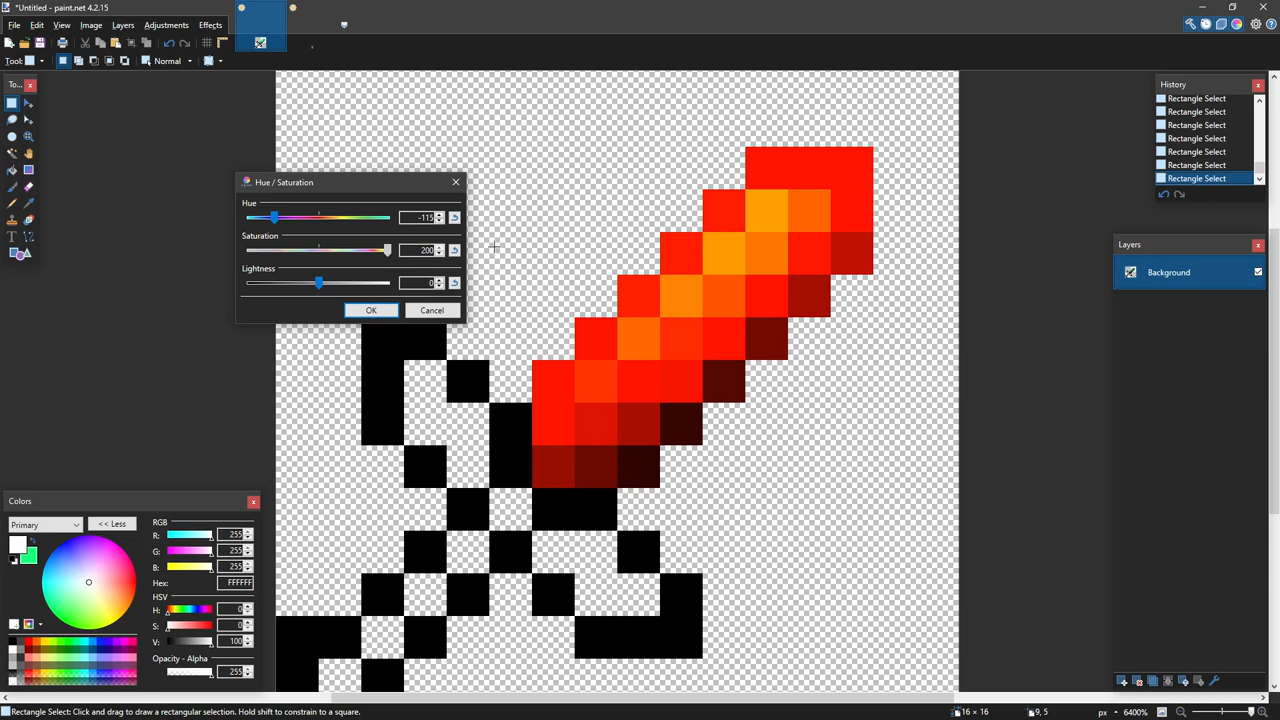 *Untitled - paint.net 4.2.15
File Edit View Image Layers Adjustments Effects
Tool: Normal
To...
History
Rectangle Select
Rectangle Select
Rectangle Select
Rectangle Select
Rectangle Select
Rectangle Select
Rectangle Select
Hue / Saturation
Hue
-115
Saturation
200
Lightness
0
OK Cancel
Layers
Background
Colors
Primary << Less
RGB
R: 255
G: 255
B: 255
Hex: FFFFFF
HSV
H: 0
S: 0
V: 100
Opacity - Alpha
255
Rectangle Select: Click and drag to draw a rectangular selection. Hold shift to constrain to a square. 16 × 16 9, 5 px 6400%